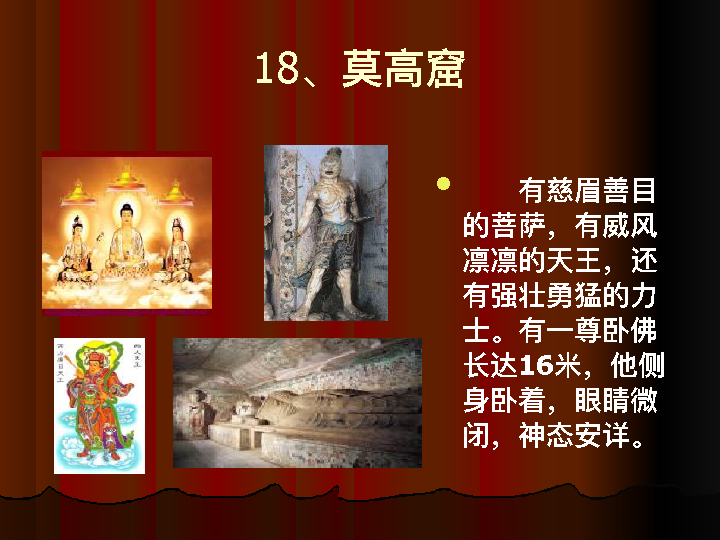 18、莫高窟
有慈眉善目
的菩萨，有威风
凛凛的天王，还
有强壮勇猛的力
士。有一尊卧佛
长达16米，他侧
身卧着，眼睛微
闭，神态安详。